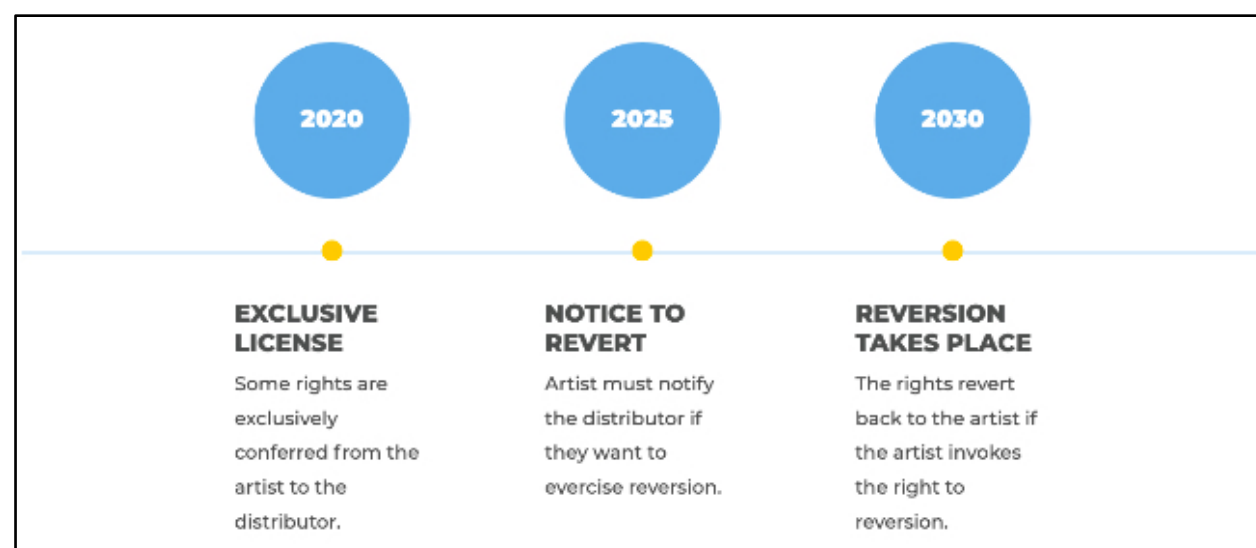 2020
2025
2030
EXCLUSIVE
LICENSE
Some rights are
exclusively
conferred from the
artist to the
distributor.
NOTICE TO
REVERT
Artist must notify
the distributor if
they want to
evercise reversion.
REVERSION
TAKES PLACE
The rights revert
back to the artist if
the artist invokes
the right to
reversion.